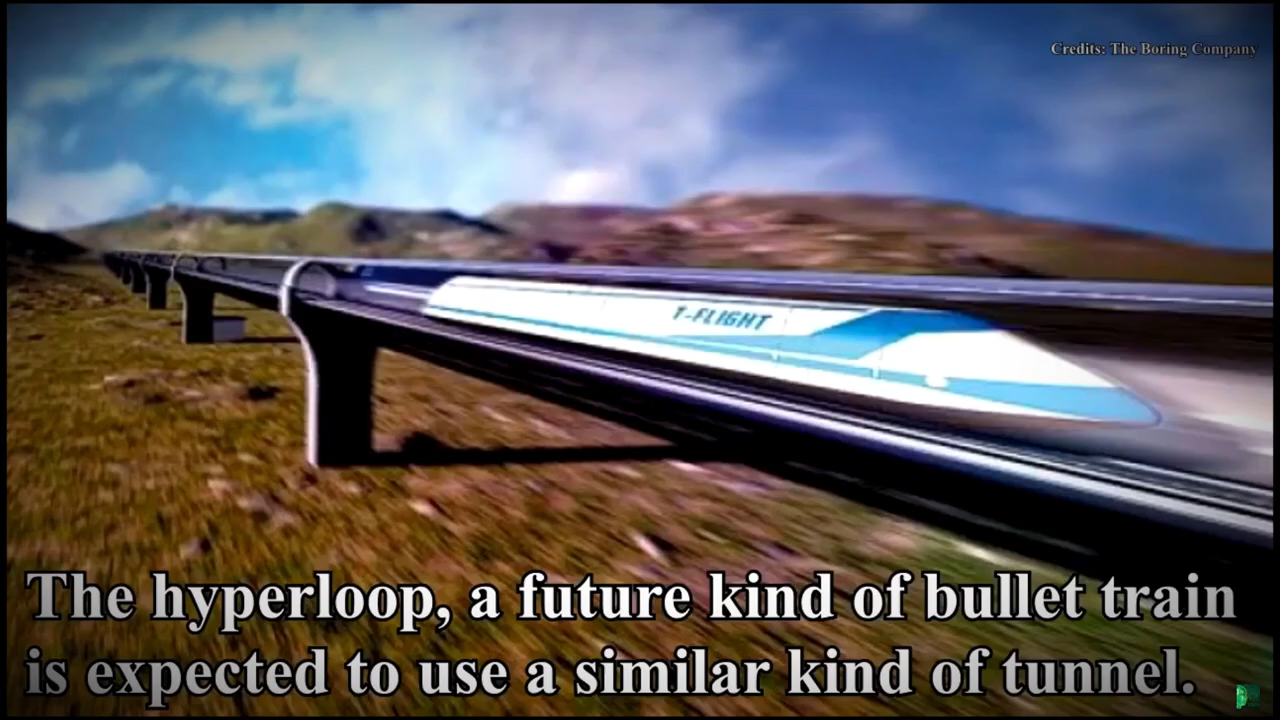 Credits: The Boring Company
T-FLIGHT
The hyperloop, a future kind of bullet train
is expected to use a similar kind of tunnel.